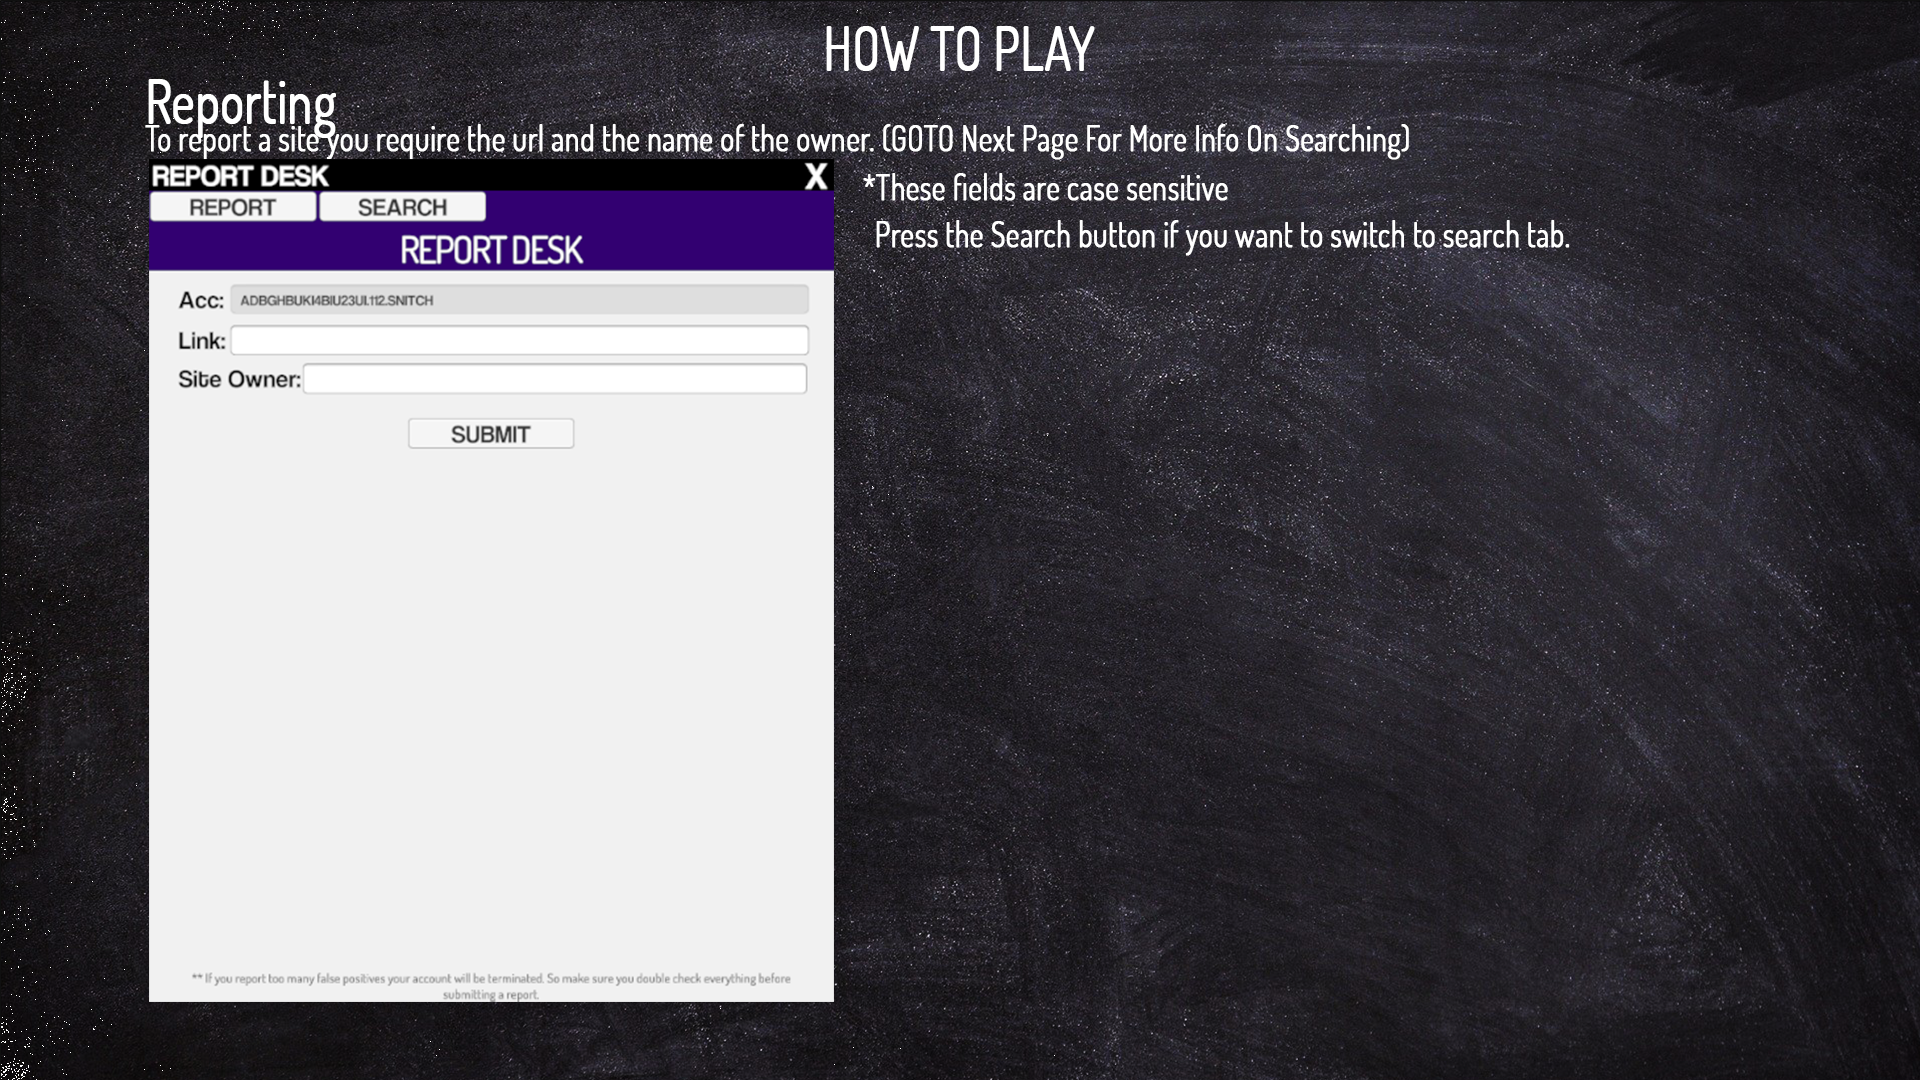 HOW TO PLAY
Reporting
To report a site you require the url and the name of the owner. (GOTO Next Page For More Info On Searching)
REPORT DESK X
REPORT SEARCH
REPORT DESK
Acc: ADBGHBUKI4BIU23UI.112.SNITCH
Link:
Site Owner:
SUBMIT
** If you report too many false positives your account will be terminated. So make sure you double check everything before
submitting a report.
*These fields are case sensitive
Press the Search button if you want to switch to search tab.